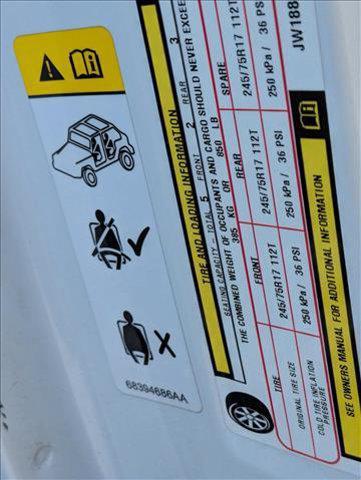 TIRE AND LOADING INFORMATION
SEATING CAPACITY - TOTAL 5 FRONT 2 REAR 3
THE COMBINED WEIGHT OF OCCUPANTS AND CARGO SHOULD NEVER EXCEE
385 KG OR 850 LB
TIRE FRONT REAR SPARE
ORIGINAL TIRE SIZE 245/75R17 112T 245/75R17 112T 245/75R17 112T
COLD TIRE INFLATION PRESSURE 250 kPa / 36 PSI 250 kPa / 36 PSI 250 kPa / 36 PSI
SEE OWNERS MANUAL FOR ADDITIONAL INFORMATION
JW188
68394686AA